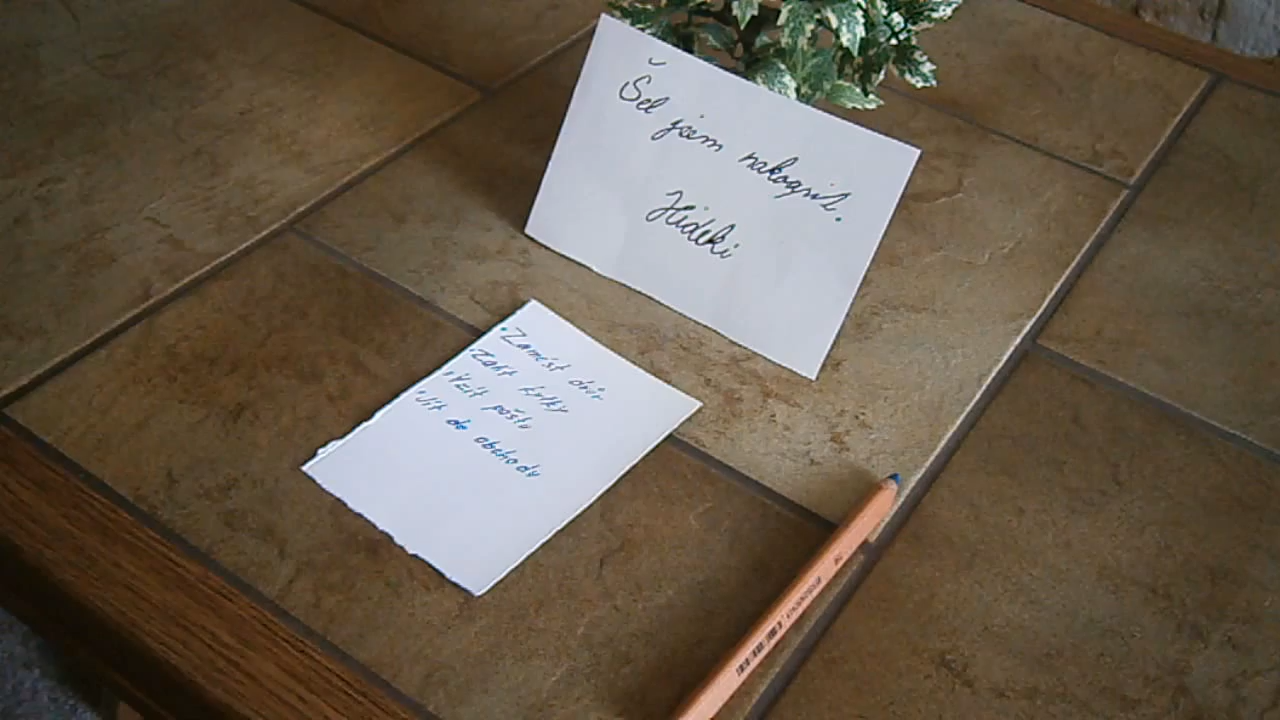 Šel jsem nakoupit.
Hideki
• Zamést dvůr
• Zalít kytky
• Vzít poštu
• Jít do obchodu